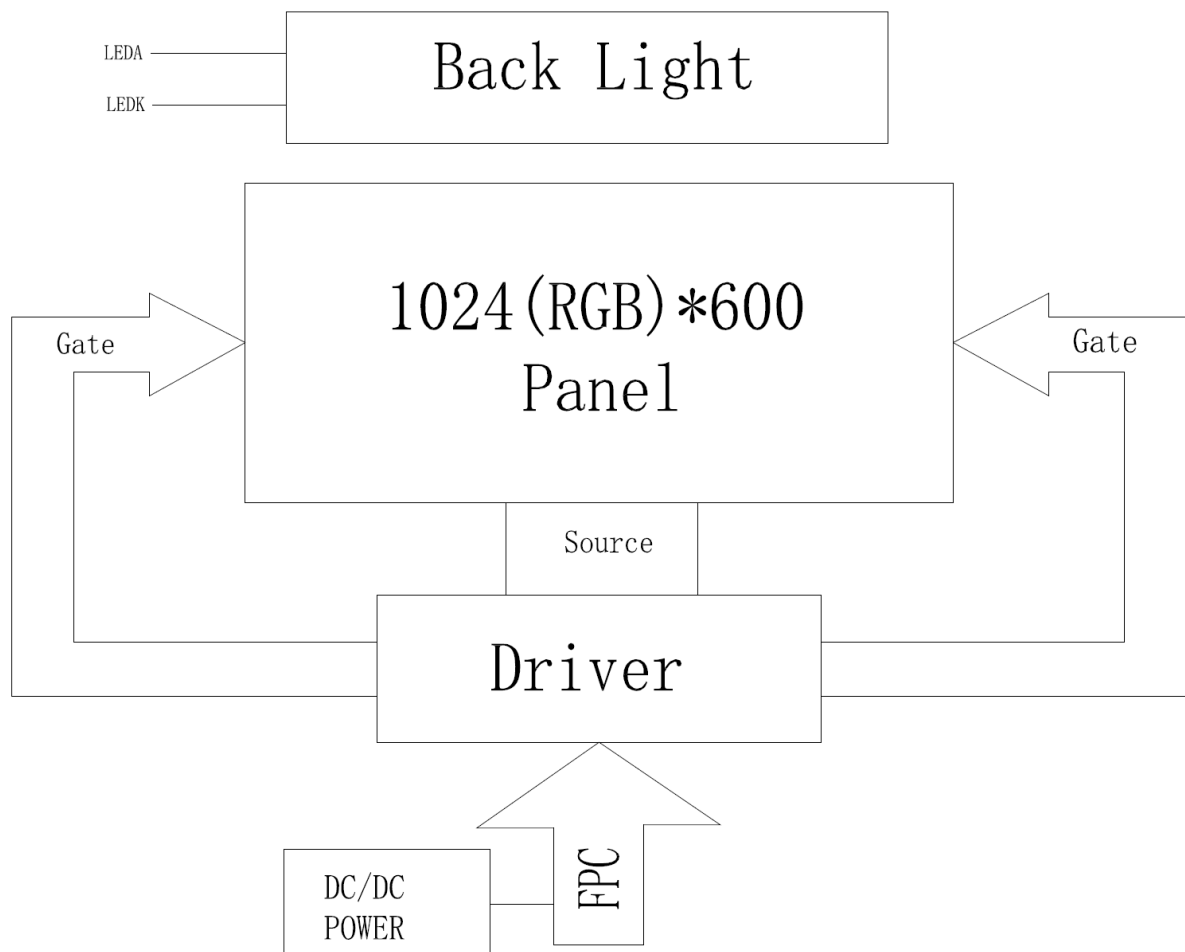 LEDA
Back Light
LEDK
1024(RGB)*600
Panel
Gate
Gate
Source
Driver
FPC
DC/DC
POWER